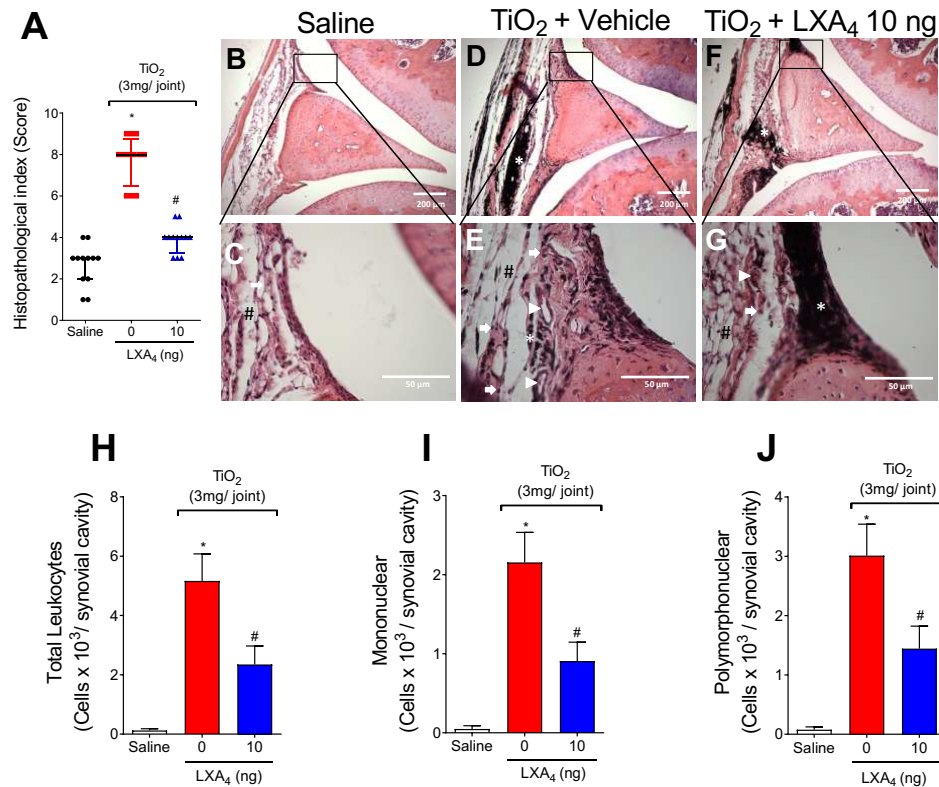 A
TiO2
(3mg/ joint)
*
#
Histopathological index (Score)
10
8
6
4
2
0
Saline
0
10
LXA4 (ng)
Saline
TiO2 + Vehicle
TiO2 + LXA4 10 ng
B
200 µm
D
*
200 µm
F
*
200 µm
C
#
50 µm
E
#
*
50 µm
G
#
*
50 µm
H
TiO2
(3mg/ joint)
*
#
Total Leukocytes
(Cells x 10³/ synovial cavity)
8
6
4
2
0
Saline
0
10
LXA4 (ng)
I
TiO2
(3mg/ joint)
*
#
Mononuclear
(Cells x 10³ / synovial cavity)
3
2
1
0
Saline
0
10
LXA4 (ng)
J
TiO2
(3mg/ joint)
*
#
Polymorphonuclear
(Cells x 10³ / synovial cavity)
4
3
2
1
0
Saline
0
10
LXA4 (ng)